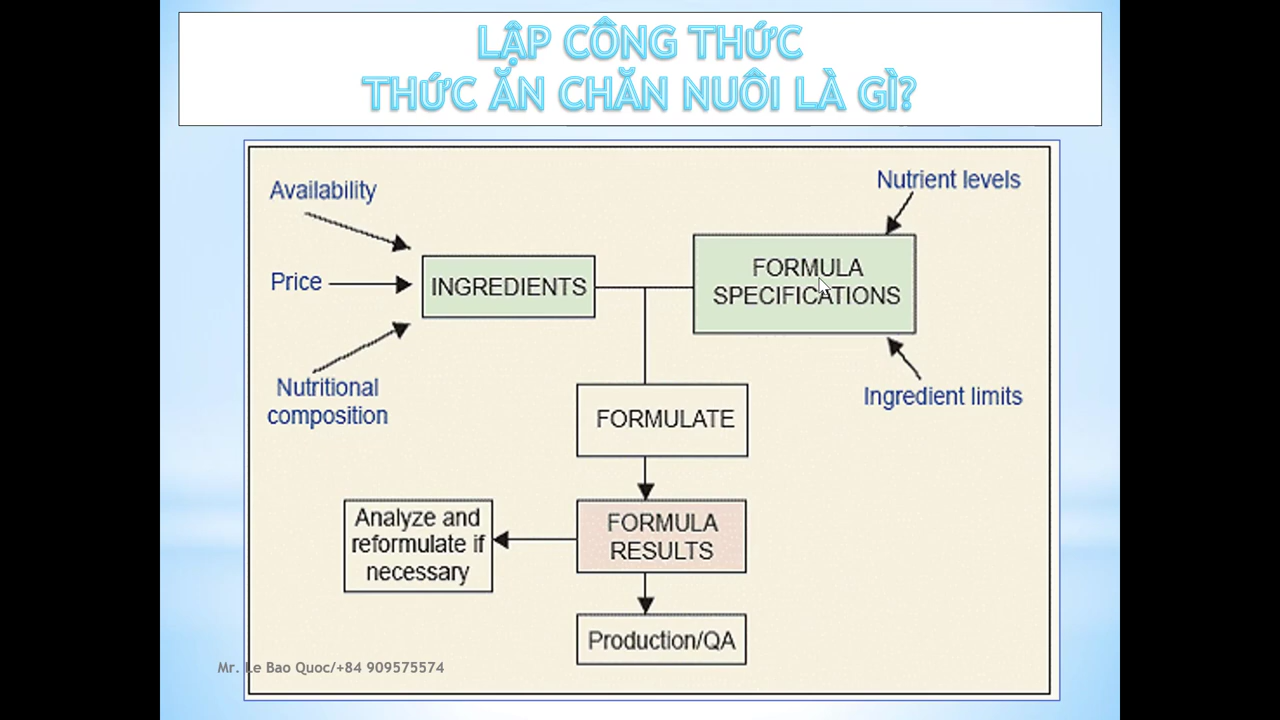 LẬP CÔNG THỨC
THỨC ĂN CHĂN NUÔI LÀ GÌ?
Availability
Nutrient levels
Price
INGREDIENTS
FORMULA
SPECIFICATIONS
Nutritional
composition
Ingredient limits
FORMULATE
Analyze and
reformulate if
necessary
FORMULA
RESULTS
Production/QA
Mr. Le Bao Quoc/+84 909575574